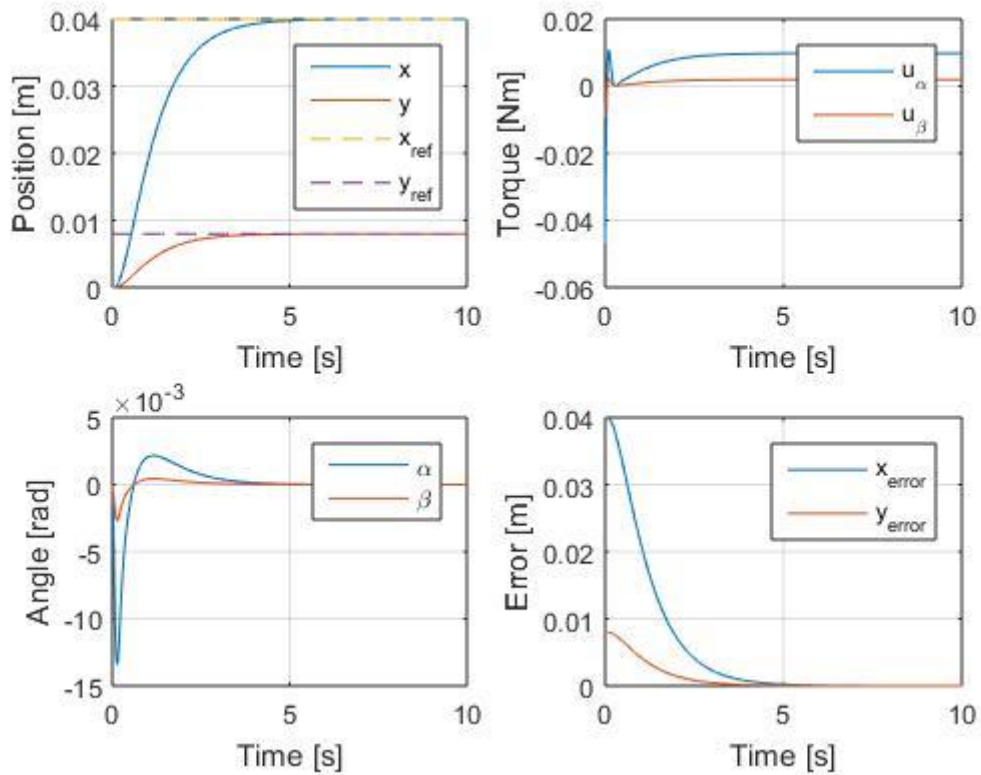 0.04
0.03
0.02
0.01
0
Position [m]
x
y
x_ref
y_ref
0
5
10
Time [s]
0.02
0
-0.02
-0.04
-0.06
Torque [Nm]
u_α
u_β
0
5
10
Time [s]
× 10^-3
5
0
-5
-10
-15
Angle [rad]
α
β
0
5
10
Time [s]
0.04
0.03
0.02
0.01
0
Error [m]
x_error
y_error
0
5
10
Time [s]